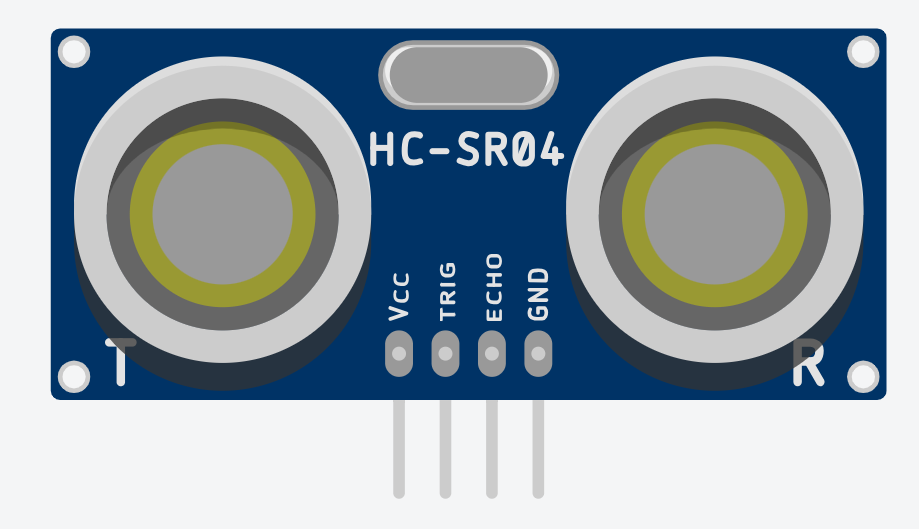 HC-SR04
Vcc
TRIG
ECHO
GND
T
R